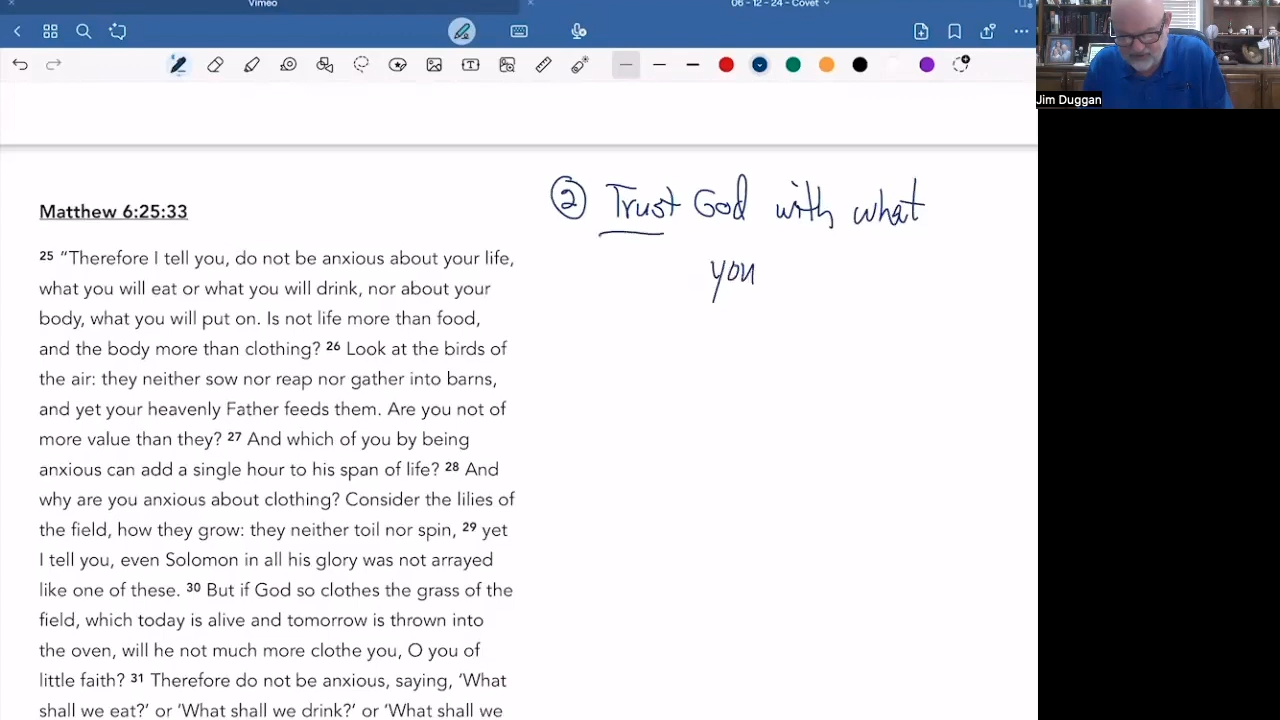 Vimeo
06 - 12 - 24 - Covet
Jim Duggan
② Trust God with what
you
Matthew 6:25:33
25 “Therefore I tell you, do not be anxious about your life,
what you will eat or what you will drink, nor about your
body, what you will put on. Is not life more than food,
and the body more than clothing? 26 Look at the birds of
the air: they neither sow nor reap nor gather into barns,
and yet your heavenly Father feeds them. Are you not of
more value than they? 27 And which of you by being
anxious can add a single hour to his span of life? 28 And
why are you anxious about clothing? Consider the lilies of
the field, how they grow: they neither toil nor spin, 29 yet
I tell you, even Solomon in all his glory was not arrayed
like one of these. 30 But if God so clothes the grass of the
field, which today is alive and tomorrow is thrown into
the oven, will he not much more clothe you, O you of
little faith? 31 Therefore do not be anxious, saying, ‘What
shall we eat?’ or ‘What shall we drink?’ or ‘What shall we